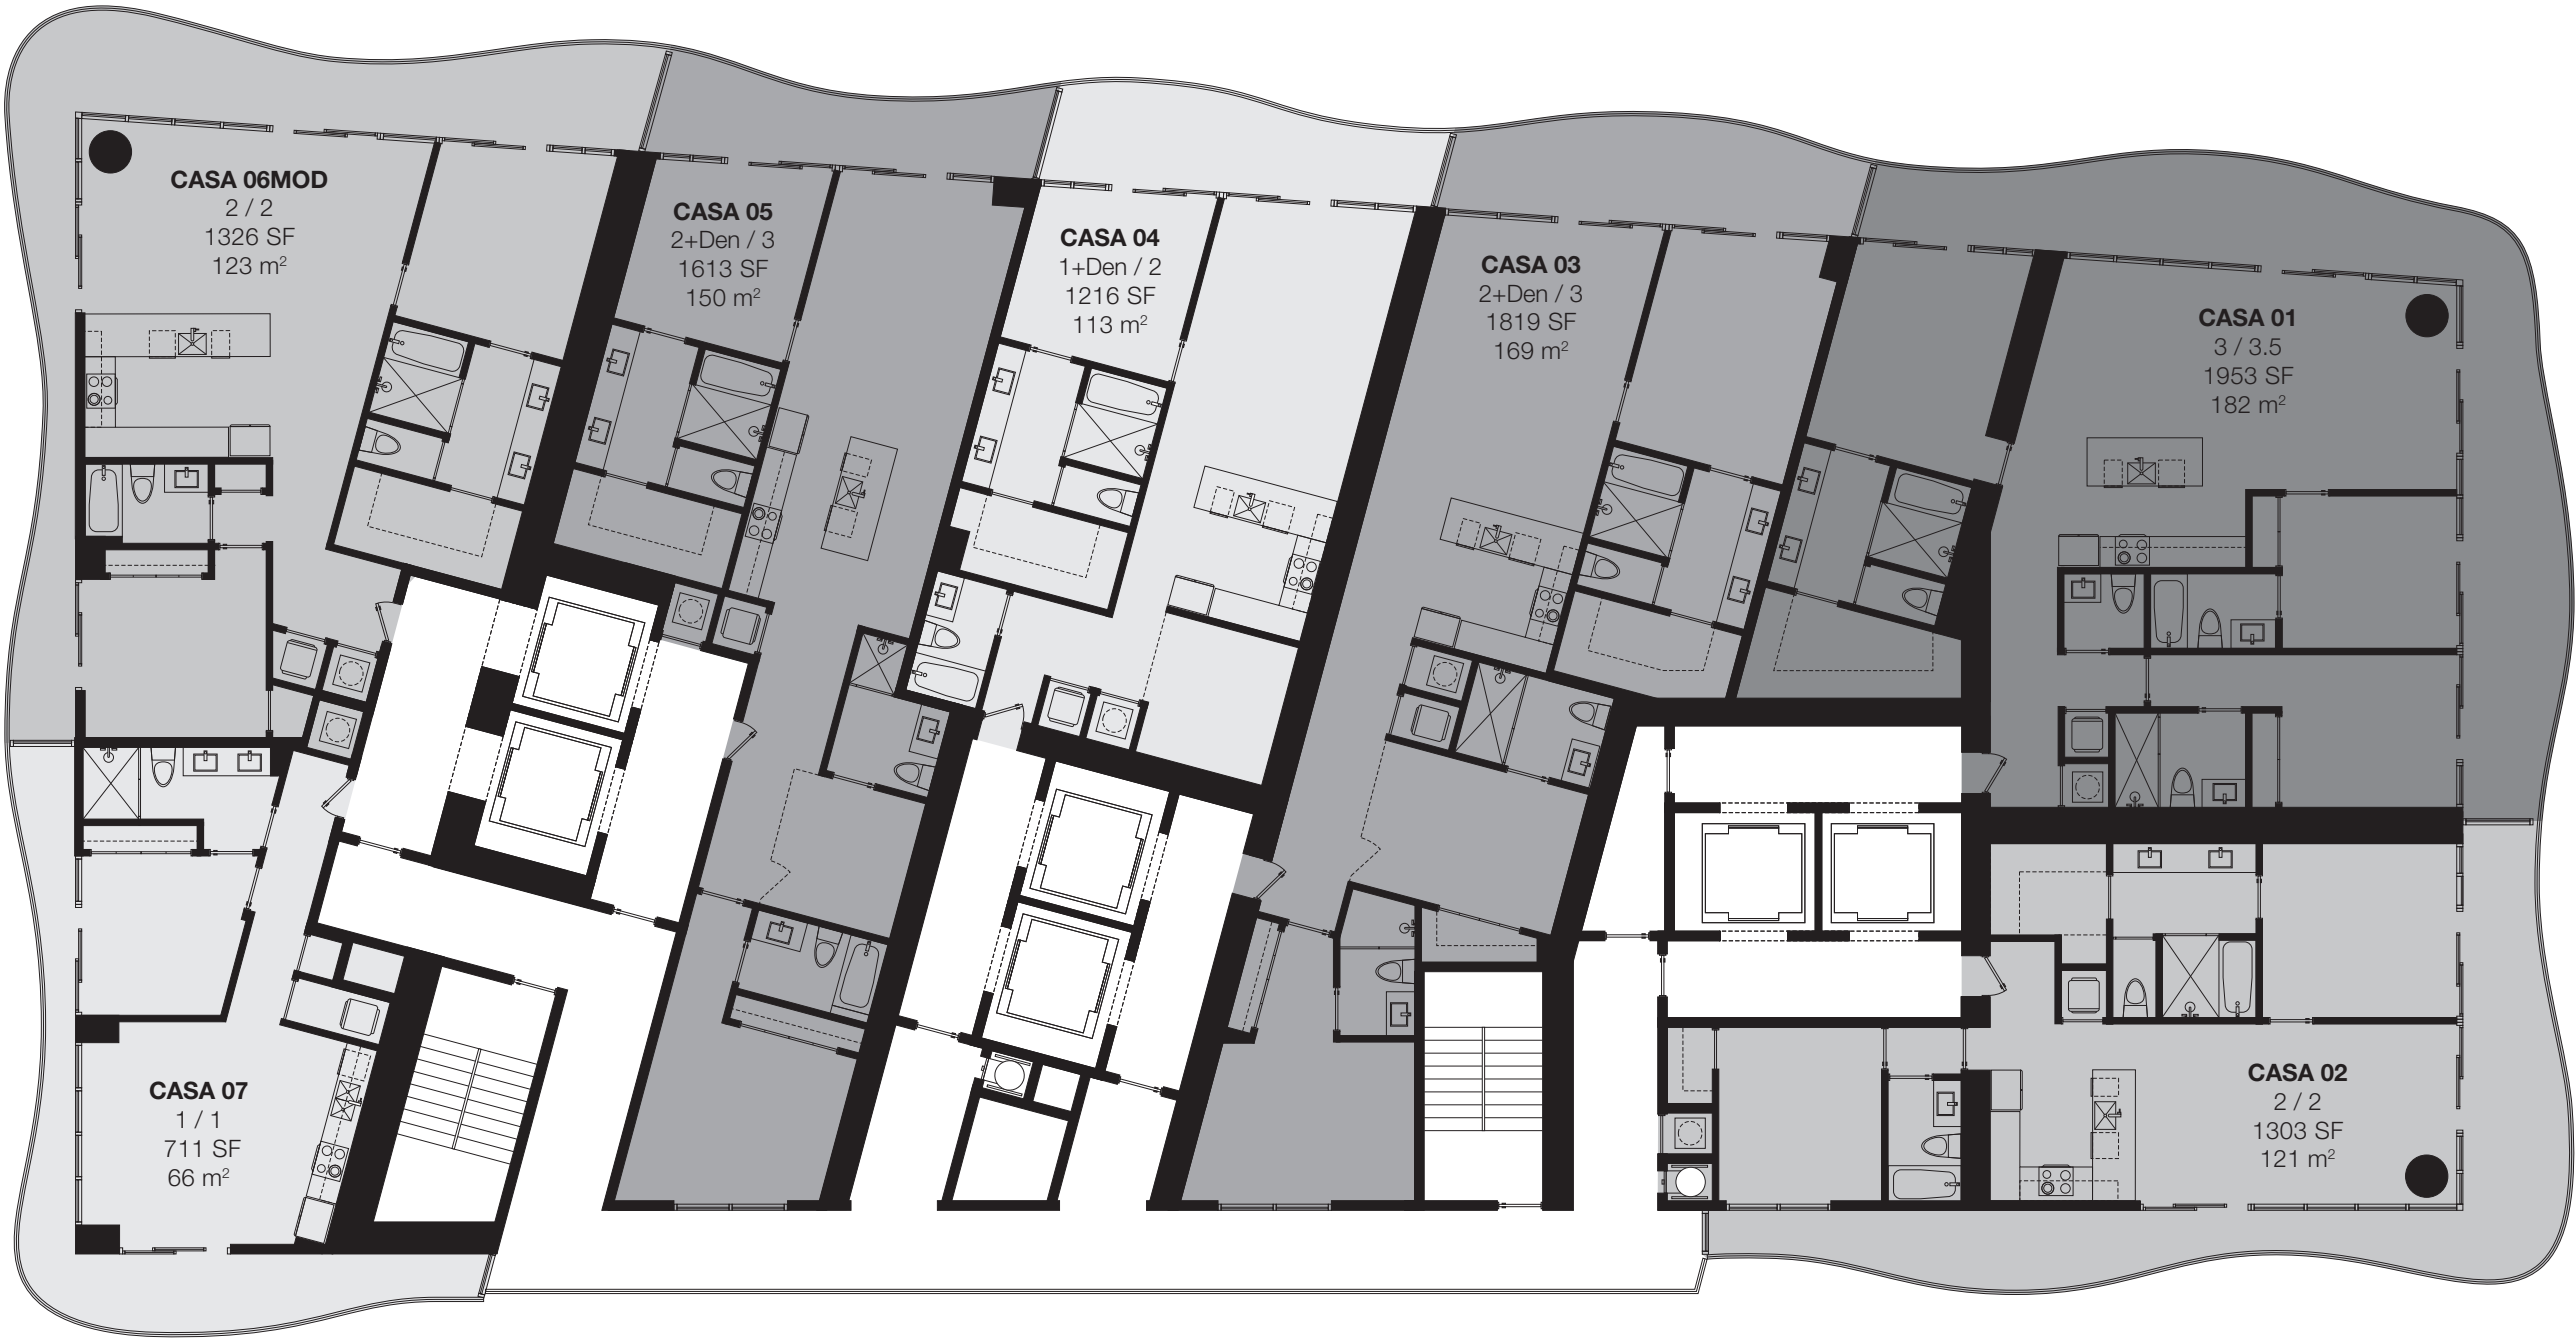 CASA 06MOD
2 / 2
1326 SF
123 m²
CASA 05
2+Den / 3
1613 SF
150 m²
CASA 04
1+Den / 2
1216 SF
113 m²
CASA 03
2+Den / 3
1819 SF
169 m²
CASA 01
3 / 3.5
1953 SF
182 m²
CASA 07
1 / 1
711 SF
66 m²
CASA 02
2 / 2
1303 SF
121 m²